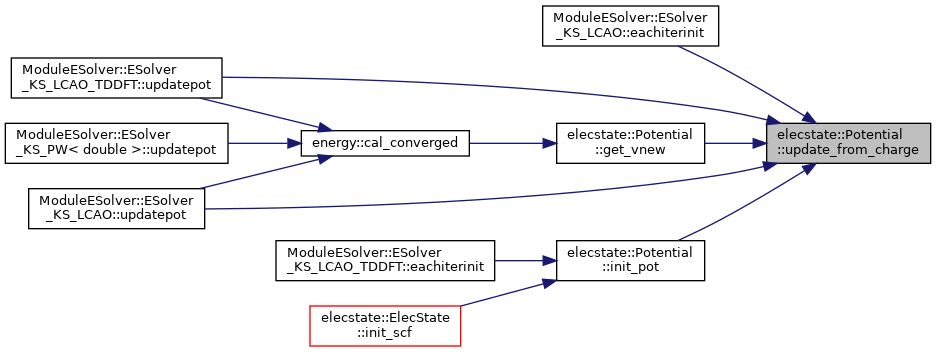 ModuleESolver::ESolver
_KS_LCAO::eachiterinit
ModuleESolver::ESolver
_KS_LCAO_TDDFT::updatepot
ModuleESolver::ESolver
_KS_PW< double >::updatepot
energy::cal_converged
elecstate::Potential
::get_vnew
elecstate::Potential
::update_from_charge
ModuleESolver::ESolver
_KS_LCAO::updatepot
ModuleESolver::ESolver
_KS_LCAO_TDDFT::eachiterinit
elecstate::Potential
::init_pot
elecstate::ElecState
::init_scf